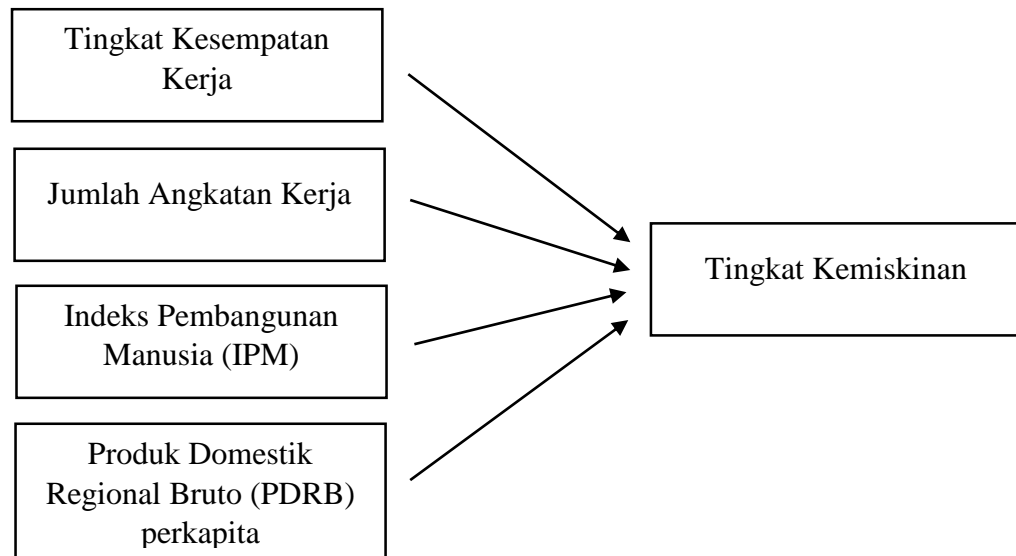 Tingkat Kesempatan
Kerja
Jumlah Angkatan Kerja
Indeks Pembangunan
Manusia (IPM)
Produk Domestik
Regional Bruto (PDRB)
perkapita
Tingkat Kemiskinan